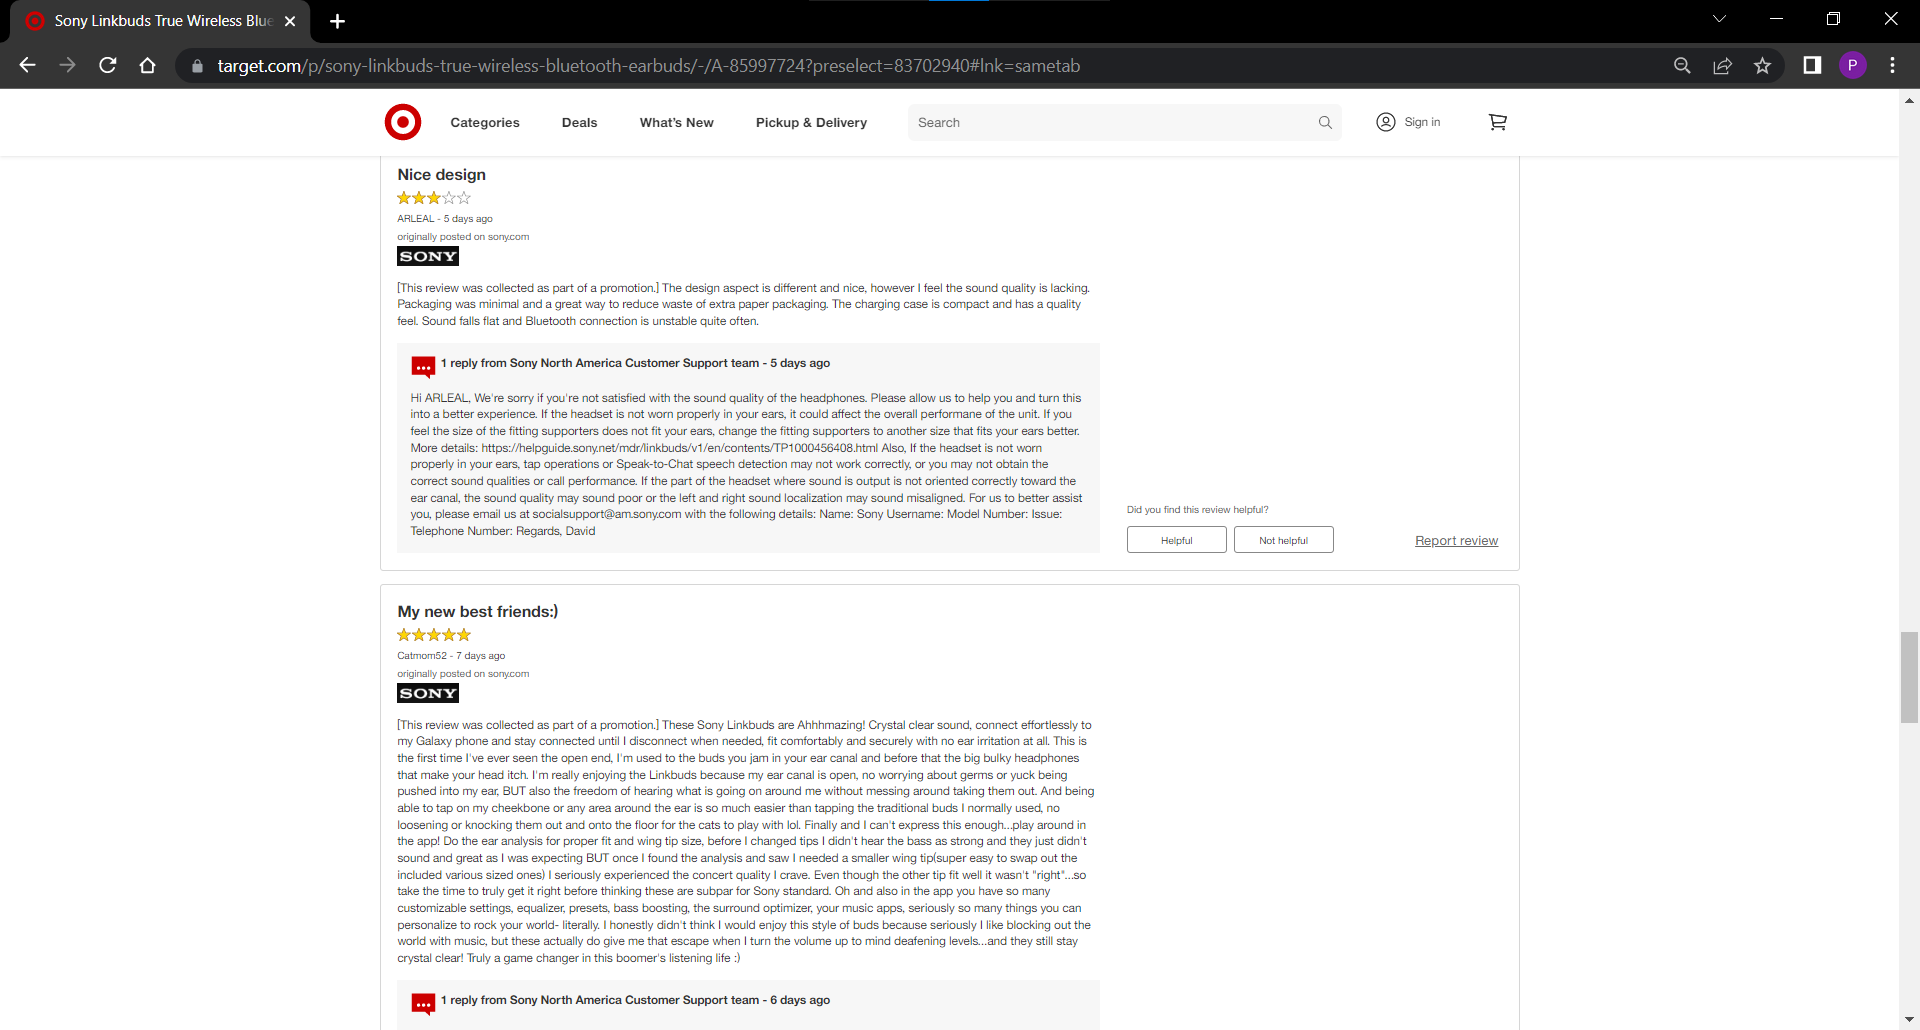 Sony Linkbuds True Wireless Blue
target.com/p/sony-linkbuds-true-wireless-bluetooth-earbuds/-/A-85997724?preselect=83702940#lnk=sametab
P
Categories
Deals
What's New
Pickup & Delivery
Search
Sign in
Nice design
ARLEAL - 5 days ago
originally posted on sony.com
SONY
[This review was collected as part of a promotion.] The design aspect is different and nice, however I feel the sound quality is lacking.
Packaging was minimal and a great way to reduce waste of extra paper packaging. The charging case is compact and has a quality
feel. Sound falls flat and Bluetooth connection is unstable quite often.
1 reply from Sony North America Customer Support team - 5 days ago
Hi ARLEAL, We're sorry if you're not satisfied with the sound quality of the headphones. Please allow us to help you and turn this
into a better experience. If the headset is not worn properly in your ears, it could affect the overall performane of the unit. If you
feel the size of the fitting supporters does not fit your ears, change the fitting supporters to another size that fits your ears better.
More details: https://helpguide.sony.net/mdr/linkbuds/v1/en/contents/TP1000456408.html Also, If the headset is not worn
properly in your ears, tap operations or Speak-to-Chat speech detection may not work correctly, or you may not obtain the
correct sound qualities or call performance. If the part of the headset where sound is output is not oriented correctly toward the
ear canal, the sound quality may sound poor or the left and right sound localization may sound misaligned. For us to better assist
you, please email us at socialsupport@am.sony.com with the following details: Name: Sony Username: Model Number: Issue:
Telephone Number: Regards, David
Did you find this review helpful?
Helpful
Not helpful
Report review
My new best friends:)
Catmom52 - 7 days ago
originally posted on sony.com
SONY
[This review was collected as part of a promotion.] These Sony Linkbuds are Ahhhmazing! Crystal clear sound, connect effortlessly to
my Galaxy phone and stay connected until I disconnect when needed, fit comfortably and securely with no ear irritation at all. This is
the first time I've ever seen the open end, I'm used to the buds you jam in your ear canal and before that the big bulky headphones
that make your head itch. I'm really enjoying the Linkbuds because my ear canal is open, no worrying about germs or yuck being
pushed into my ear, BUT also the freedom of hearing what is going on around me without messing around taking them out. And being
able to tap on my cheekbone or any area around the ear is so much easier than tapping the traditional buds I normally used, no
loosening or knocking them out and onto the floor for the cats to play with lol. Finally and I can't express this enough...play around in
the app! Do the ear analysis for proper fit and wing tip size, before I changed tips I didn't hear the bass as strong and they just didn't
sound and great as I was expecting BUT once I found the analysis and saw I needed a smaller wing tip(super easy to swap out the
included various sized ones) I seriously experienced the concert quality I crave. Even though the other tip fit well it wasn't "right"...so
take the time to truly get it right before thinking these are subpar for Sony standard. Oh and also in the app you have so many
customizable settings, equalizer, presets, bass boosting, the surround optimizer, your music apps, seriously so many things you can
personalize to rock your world- literally. I honestly didn't think I would enjoy this style of buds because seriously I like blocking out the
world with music, but these actually do give me that escape when I turn the volume up to mind deafening levels...and they still stay
crystal clear! Truly a game changer in this boomer's listening life :)
1 reply from Sony North America Customer Support team - 6 days ago